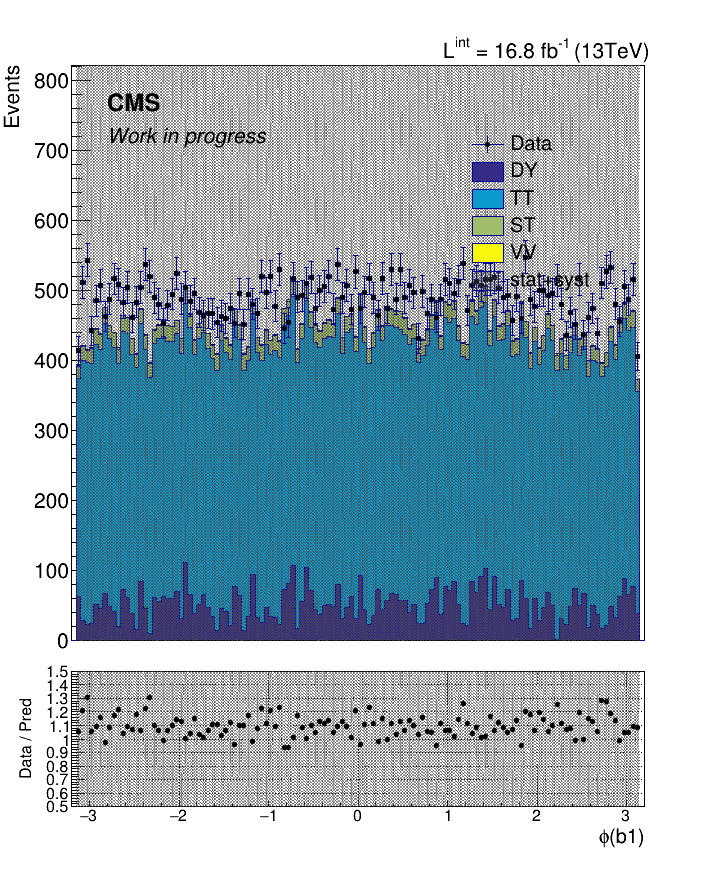 L^int = 16.8 fb^-1 (13TeV)
Events
800
700
600
500
400
300
200
100
0
CMS
Work in progress
Data
DY
TT
ST
VV
stat+syst
Data / Pred
1.5
1.4
1.3
1.2
1.1
1
0.9
0.8
0.7
0.6
0.5
−3 −2 −1 0 1 2 3
ϕ(b1)